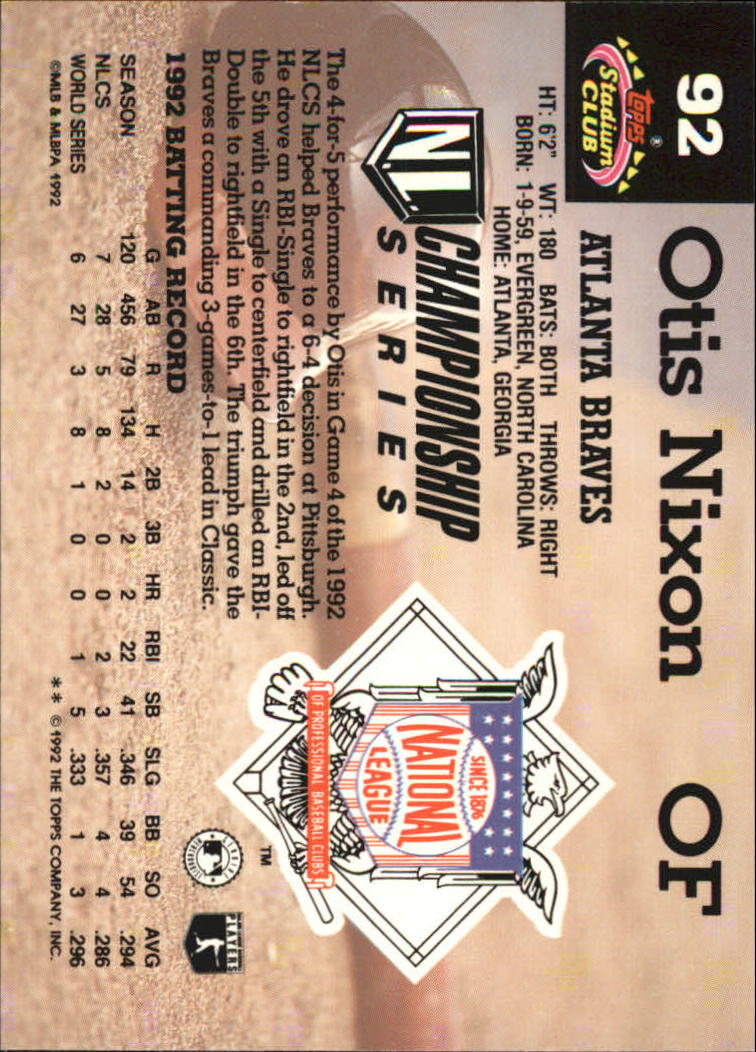 92
Otis Nixon OF
topps®
Stadium
CLUB
ATLANTA BRAVES
HT: 6'2" WT: 180 BATS: BOTH THROWS: RIGHT
BORN: 1-9-59, EVERGREEN, NORTH CAROLINA
HOME: ATLANTA, GEORGIA
NL CHAMPIONSHIP
SERIES
The 4-for-5 performance by Otis in Game 4 of the 1992
NLCS helped Braves to a 6-4 decision at Pittsburgh.
He drove an RBI-Single to rightfield in the 2nd, led off
the 5th with a Single to centerfield and drilled an RBI-
Double to rightfield in the 6th. The triumph gave the
Braves a commanding 3-games-to-1 lead in Classic.
SINCE 1876
NATIONAL
LEAGUE
OF PROFESSIONAL BASEBALL CLUBS
TM
PLAYERS
1992 BATTING RECORD
G AB R H 2B 3B HR RBI SB SLG BB SO AVG
SEASON 120 456 79 134 14 2 2 22 41 .346 39 54 .294
NLCS 7 28 5 8 2 0 0 2 3 .357 4 4 .286
WORLD SERIES 6 27 3 8 1 0 0 1 5 .333 1 3 .296
©MLB & MLBPA 1992
** ©1992 THE TOPPS COMPANY, INC.